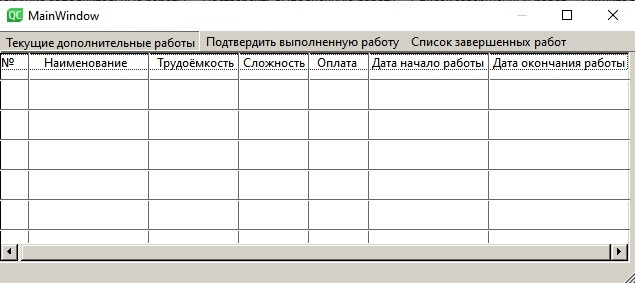 QC MainWindow
Текущие дополнительные работы Подтвердить выполненную работу Список завершенных работ
№ Наименование Трудоёмкость Сложность Оплата Дата начало работы Дата окончания работы